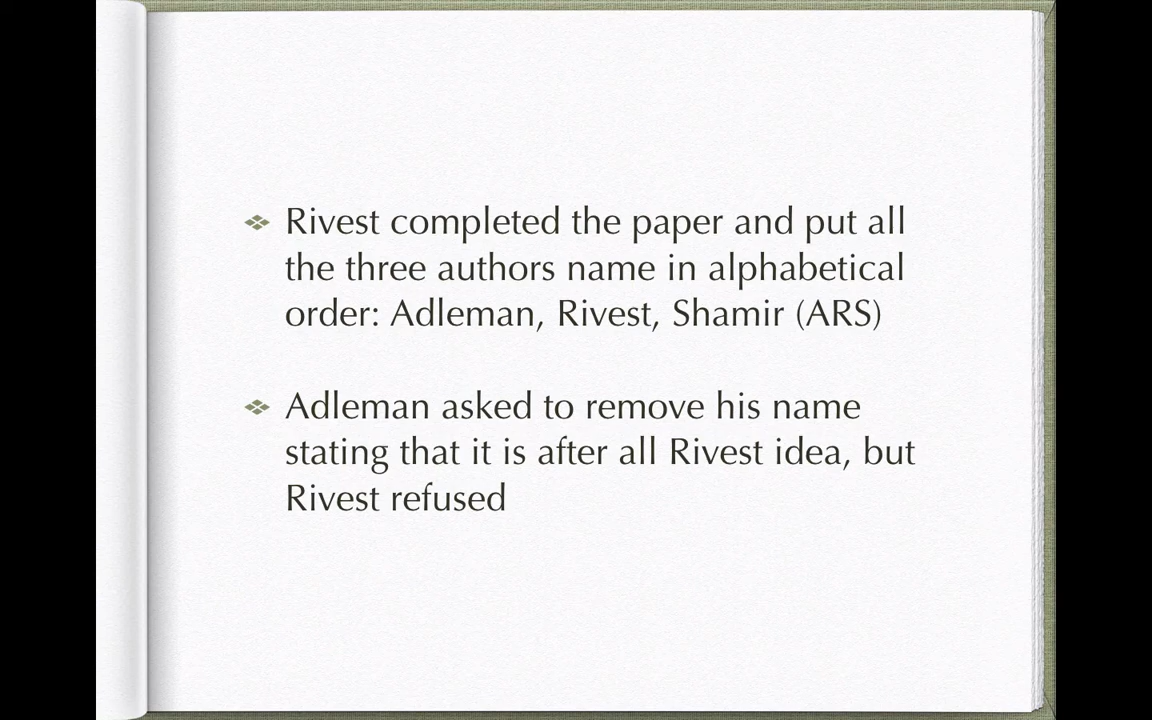 Rivest completed the paper and put all
the three authors name in alphabetical
order: Adleman, Rivest, Shamir (ARS)
Adleman asked to remove his name
stating that it is after all Rivest idea, but
Rivest refused